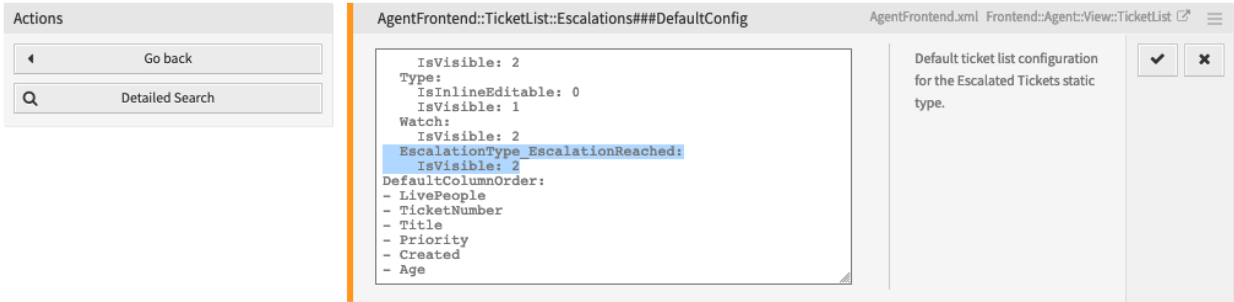 Actions
Go back
Detailed Search
AgentFrontend::TicketList::Escalations###DefaultConfig
AgentFrontend.xml Frontend::Agent::View::TicketList
IsVisible: 2
Type:
IsInlineEditable: 0
IsVisible: 1
Watch:
IsVisible: 2
EscalationType_EscalationReached:
IsVisible: 2
DefaultColumnOrder:
- LivePeople
- TicketNumber
- Title
- Priority
- Created
- Age
Default ticket list configuration
for the Escalated Tickets static
type.